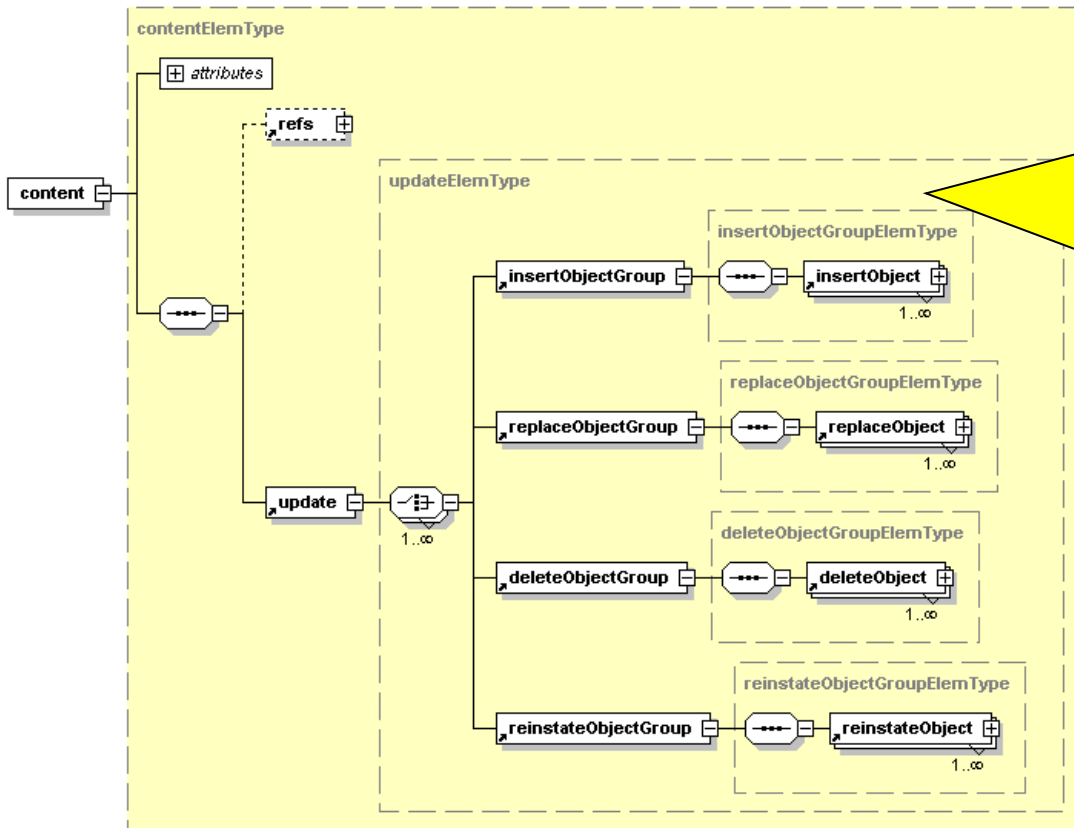 contentElemType
attributes
refs
content
updateElemType
insertObjectGroupElemType
insertObjectGroup
insertObject
1..∞
replaceObjectGroupElemType
replaceObjectGroup
replaceObject
1..∞
update
1..∞
deleteObjectGroupElemType
deleteObjectGroup
deleteObject
1..∞
reinstateObjectGroupElemType
reinstateObjectGroup
reinstateObject
1..∞